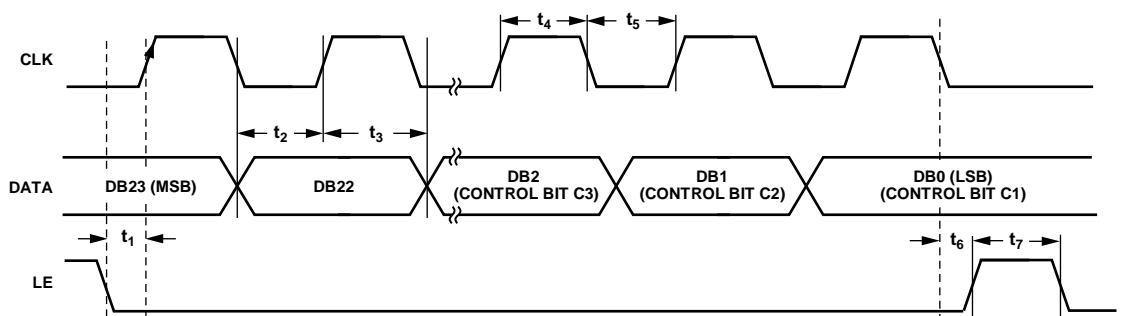 t4
t5
CLK
t2
t3
DATA
DB23 (MSB)
DB22
DB2
(CONTROL BIT C3)
DB1
(CONTROL BIT C2)
DB0 (LSB)
(CONTROL BIT C1)
t1
t6
t7
LE